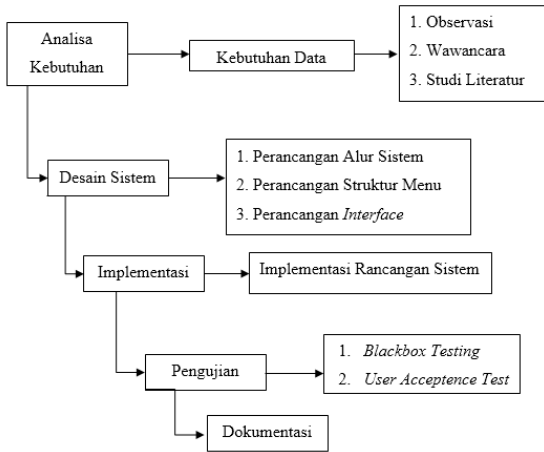 Analisa
Kebutuhan
Kebutuhan Data
1. Observasi
2. Wawancara
3. Studi Literatur
Desain Sistem
1. Perancangan Alur Sistem
2. Perancangan Struktur Menu
3. Perancangan Interface
Implementasi
Implementasi Rancangan Sistem
Pengujian
1. Blackbox Testing
2. User Acceptence Test
Dokumentasi